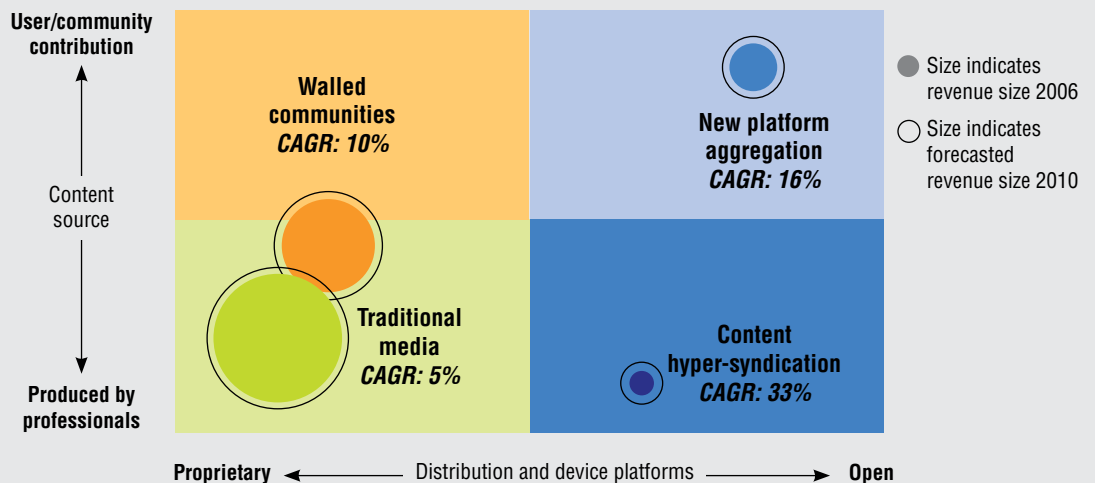 User/community
contribution
Content
source
Produced by
professionals
Walled
communities
CAGR: 10%
New platform
aggregation
CAGR: 16%
Traditional
media
CAGR: 5%
Content
hyper-syndication
CAGR: 33%
Size indicates
revenue size 2006
Size indicates
forecasted
revenue size 2010
Proprietary
Distribution and device platforms
Open